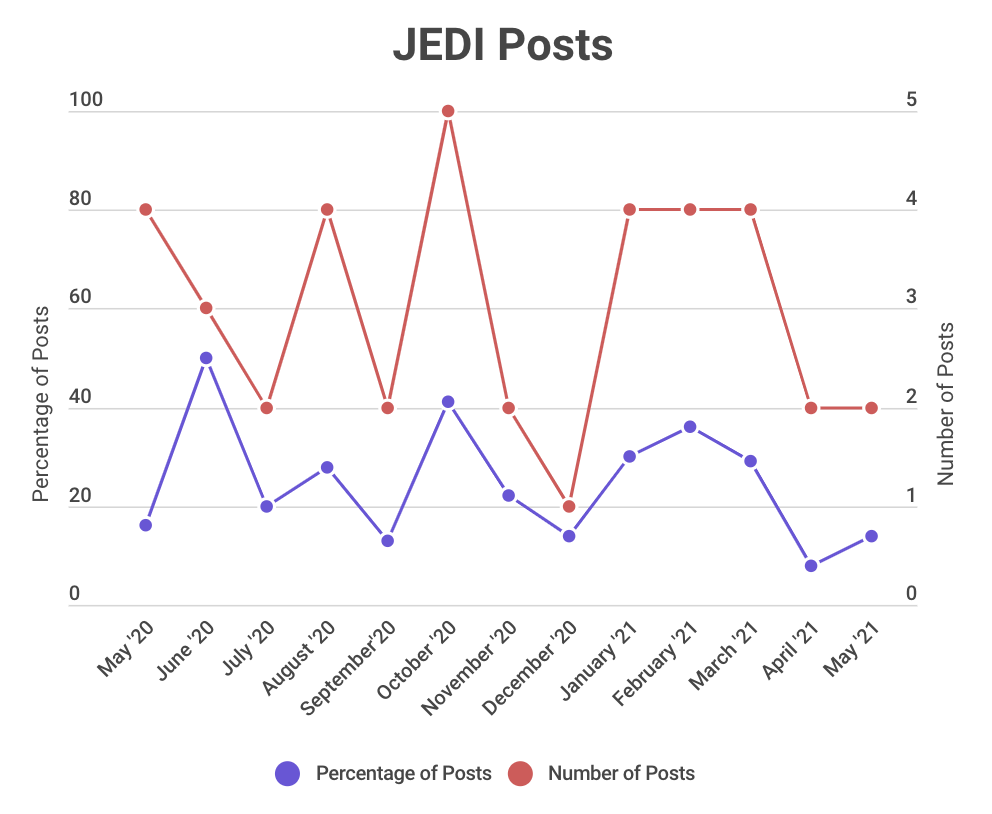 JEDI Posts
100
80
60
40
20
0
5
4
3
2
1
0
Percentage of Posts
Number of Posts
May '20
June '20
July '20
August '20
September'20
October '20
November '20
December '20
January '21
February '21
March '21
April '21
May '21
Percentage of Posts
Number of Posts